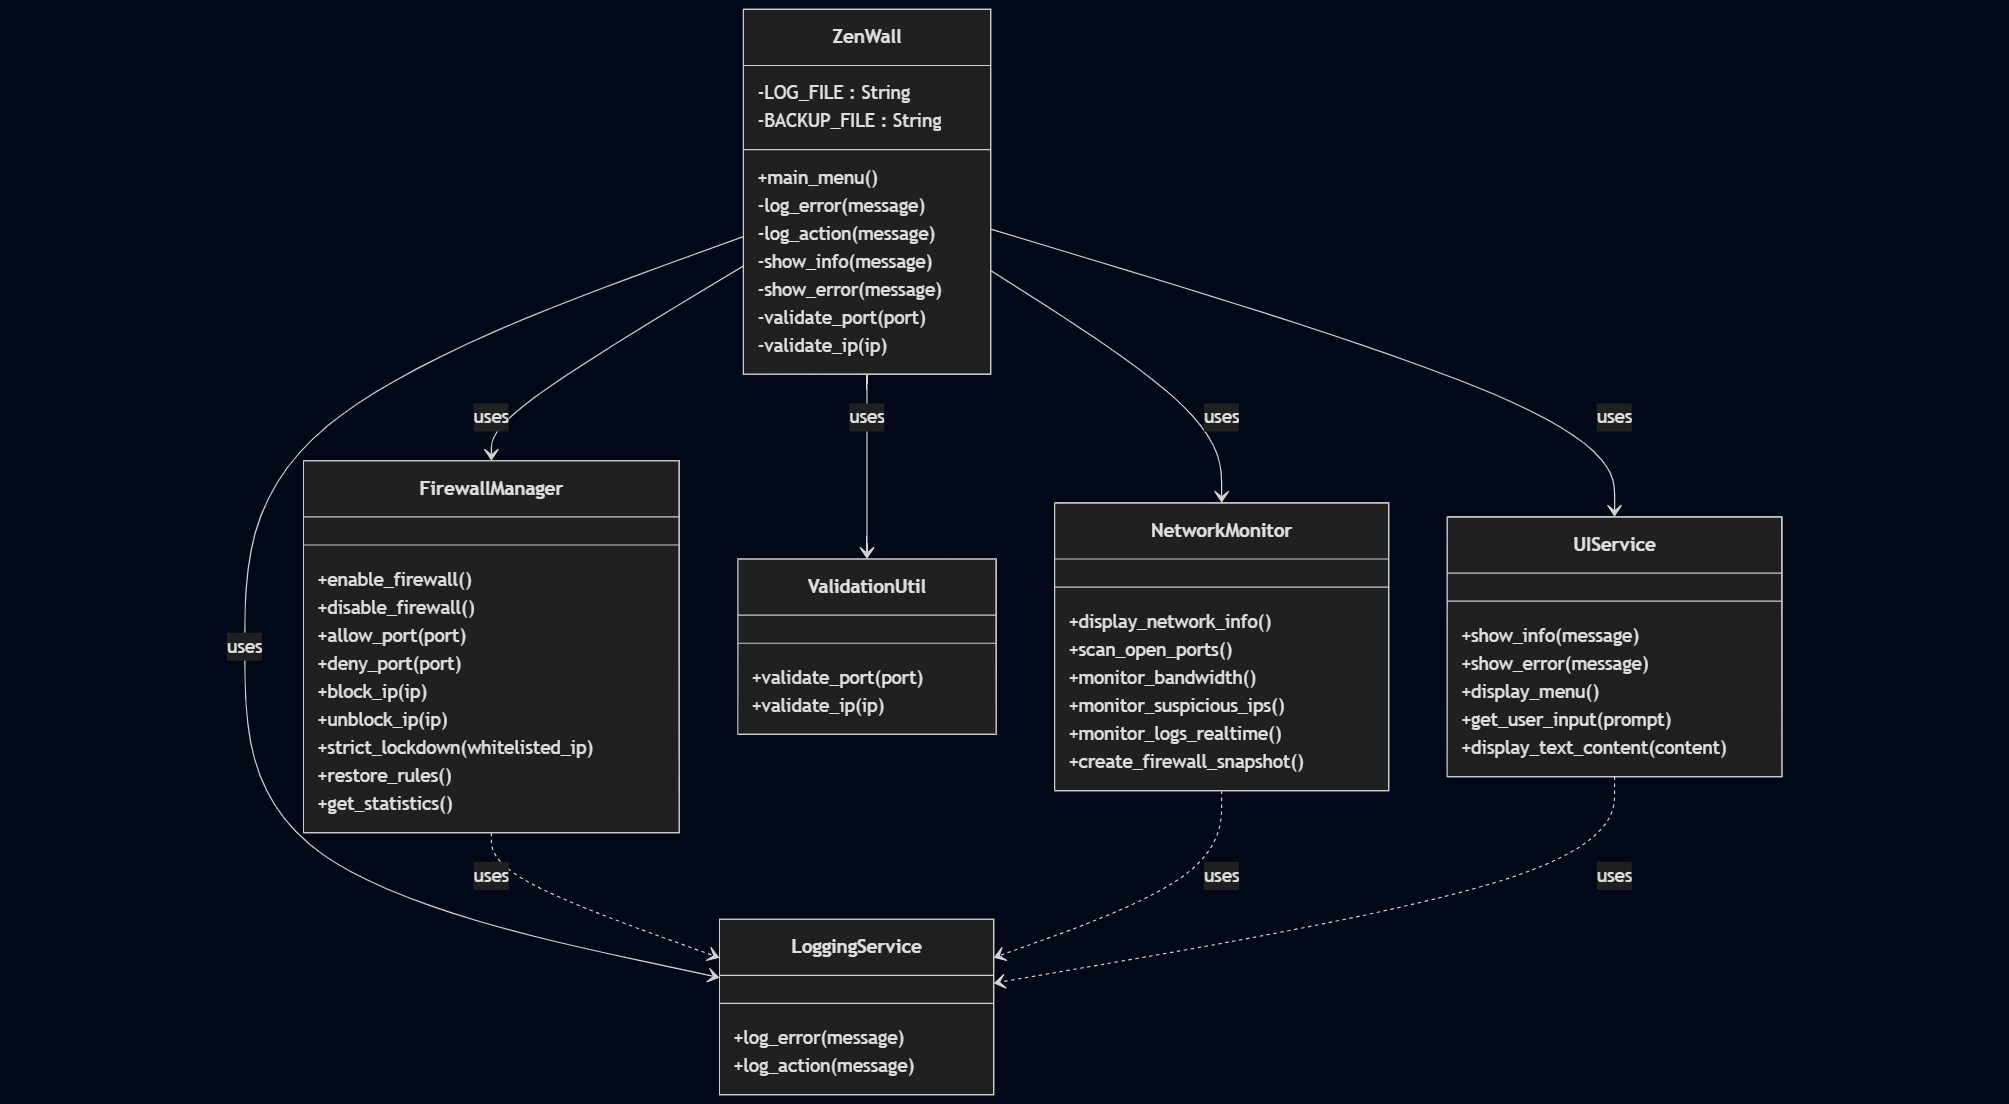 ZenWall
-LOG_FILE : String
-BACKUP_FILE : String
+main_menu()
-log_error(message)
-log_action(message)
-show_info(message)
-show_error(message)
-validate_port(port)
-validate_ip(ip)
uses
uses
uses
uses
uses
FirewallManager
+enable_firewall()
+disable_firewall()
+allow_port(port)
+deny_port(port)
+block_ip(ip)
+unblock_ip(ip)
+strict_lockdown(whitelisted_ip)
+restore_rules()
+get_statistics()
ValidationUtil
+validate_port(port)
+validate_ip(ip)
NetworkMonitor
+display_network_info()
+scan_open_ports()
+monitor_bandwidth()
+monitor_suspicious_ips()
+monitor_logs_realtime()
+create_firewall_snapshot()
UIService
+show_info(message)
+show_error(message)
+display_menu()
+get_user_input(prompt)
+display_text_content(content)
uses
uses
uses
LoggingService
+log_error(message)
+log_action(message)